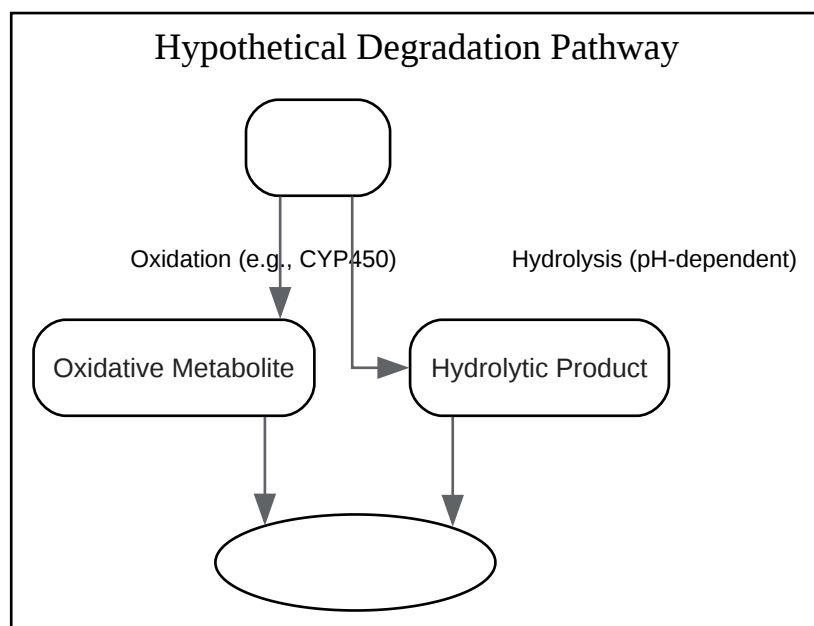 Hypothetical Degradation Pathway
Oxidation (e.g., CYP450)
Hydrolysis (pH-dependent)
Oxidative Metabolite
Hydrolytic Product